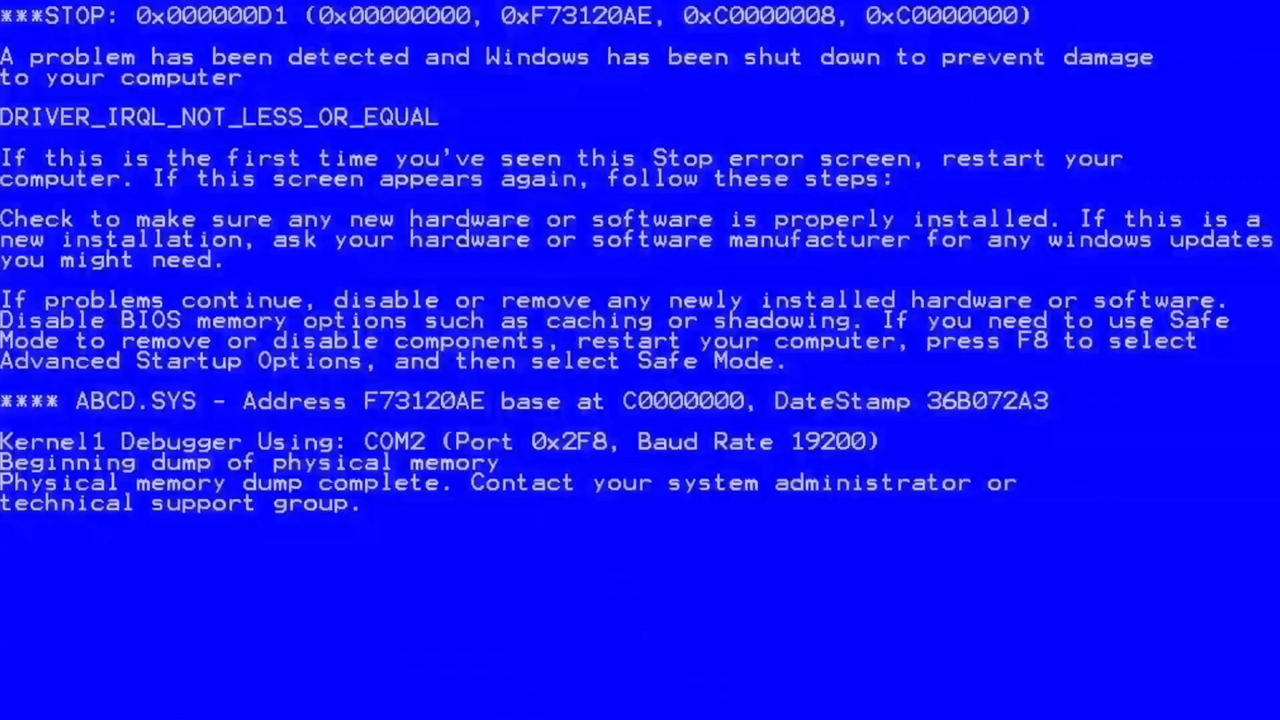 ***STOP: 0x000000D1 (0x00000000, 0xF73120AE, 0xC0000008, 0xC0000000)
A problem has been detected and Windows has been shut down to prevent damage
to your computer
DRIVER_IRQL_NOT_LESS_OR_EQUAL
If this is the first time you've seen this Stop error screen, restart your
computer. If this screen appears again, follow these steps:
Check to make sure any new hardware or software is properly installed. If this is a
new installation, ask your hardware or software manufacturer for any windows updates
you might need.
If problems continue, disable or remove any newly installed hardware or software.
Disable BIOS memory options such as caching or shadowing. If you need to use Safe
Mode to remove or disable components, restart your computer, press F8 to select
Advanced Startup Options, and then select Safe Mode.
**** ABCD.SYS - Address F73120AE base at C0000000, DateStamp 36B072A3
Kernel1 Debugger Using: COM2 (Port 0x2F8, Baud Rate 19200)
Beginning dump of physical memory
Physical memory dump complete. Contact your system administrator or
technical support group.